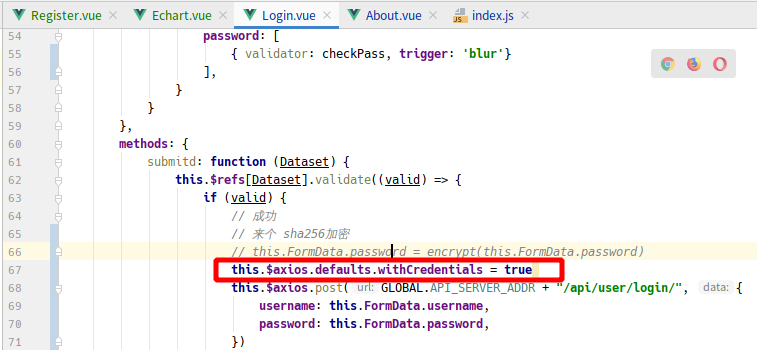 Register.vue Echart.vue Login.vue About.vue index.js
54 password: [
55 { validator: checkPass, trigger: 'blur'}
56 ],
57 }
58 }
59 },
60 methods: {
61 submitd: function (Dataset) {
62 this.$refs[Dataset].validate((valid) => {
63 if (valid) {
64 // 成功
65 // 来个 sha256加密
66 // this.FormData.password = encrypt(this.FormData.password)
67 this.$axios.defaults.withCredentials = true
68 this.$axios.post( url: GLOBAL.API_SERVER_ADDR + "/api/user/login/", data: {
69 username: this.FormData.username,
70 password: this.FormData.password,
71 })